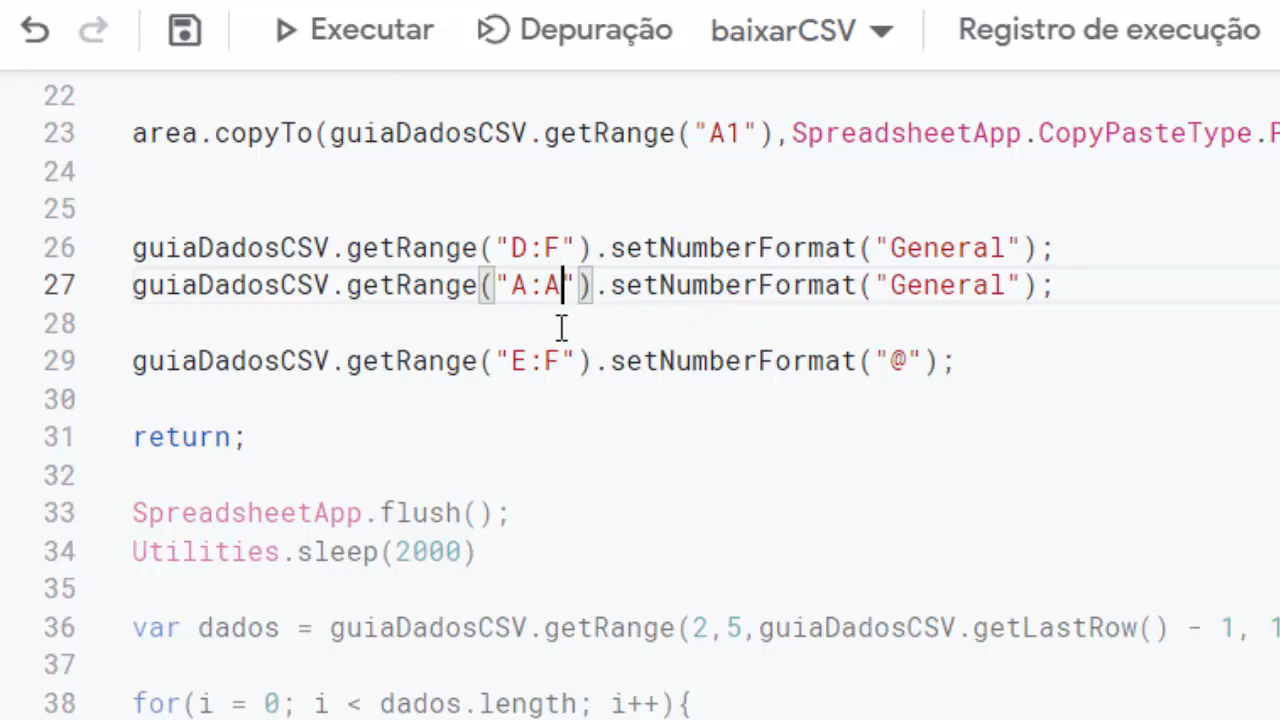 Executar Depuração baixarCSV Registro de execução
22
23 area.copyTo(guiaDadosCSV.getRange("A1"),SpreadsheetApp.CopyPasteType.P
24
25
26 guiaDadosCSV.getRange("D:F").setNumberFormat("General");
27 guiaDadosCSV.getRange("A:A").setNumberFormat("General");
28
29 guiaDadosCSV.getRange("E:F").setNumberFormat("@");
30
31 return;
32
33 SpreadsheetApp.flush();
34 Utilities.sleep(2000)
35
36 var dados = guiaDadosCSV.getRange(2,5,guiaDadosCSV.getLastRow() - 1, 1
37
38 for(i = 0; i < dados.length; i++){